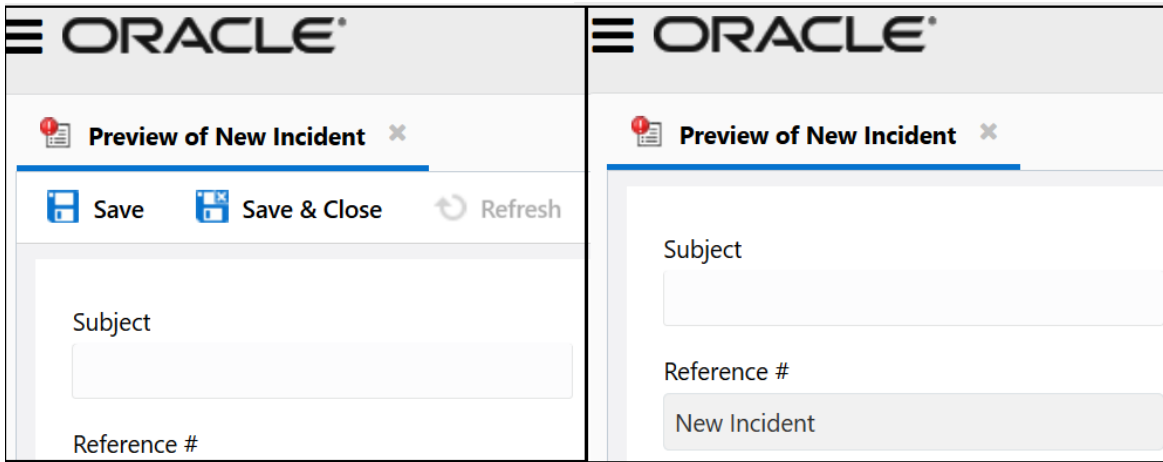 ORACLE
Preview of New Incident
Save Save & Close Refresh
Subject
Reference #
ORACLE
Preview of New Incident
Subject
Reference #
New Incident